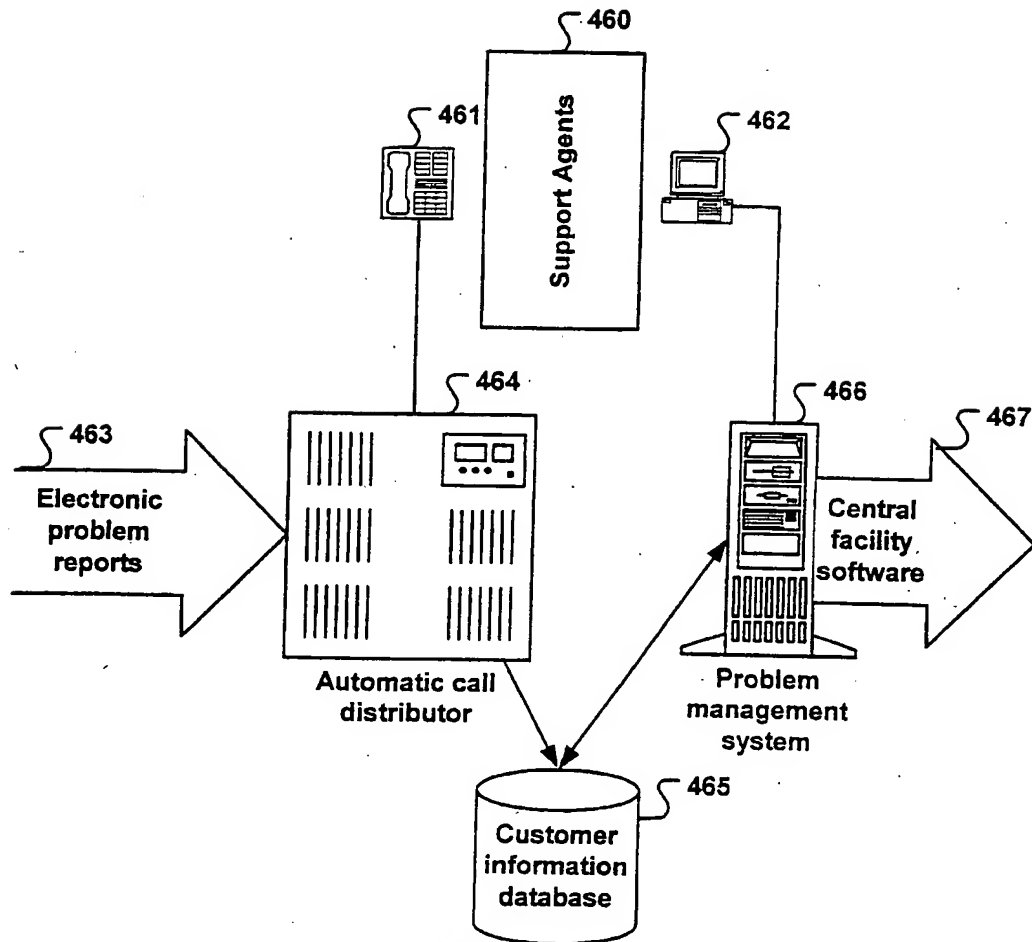 460
461
462
Support Agents
463
464
466
467
Electronic
problem
reports
Central
facility
software
Automatic call
distributor
Problem
management
system
465
Customer
information
database